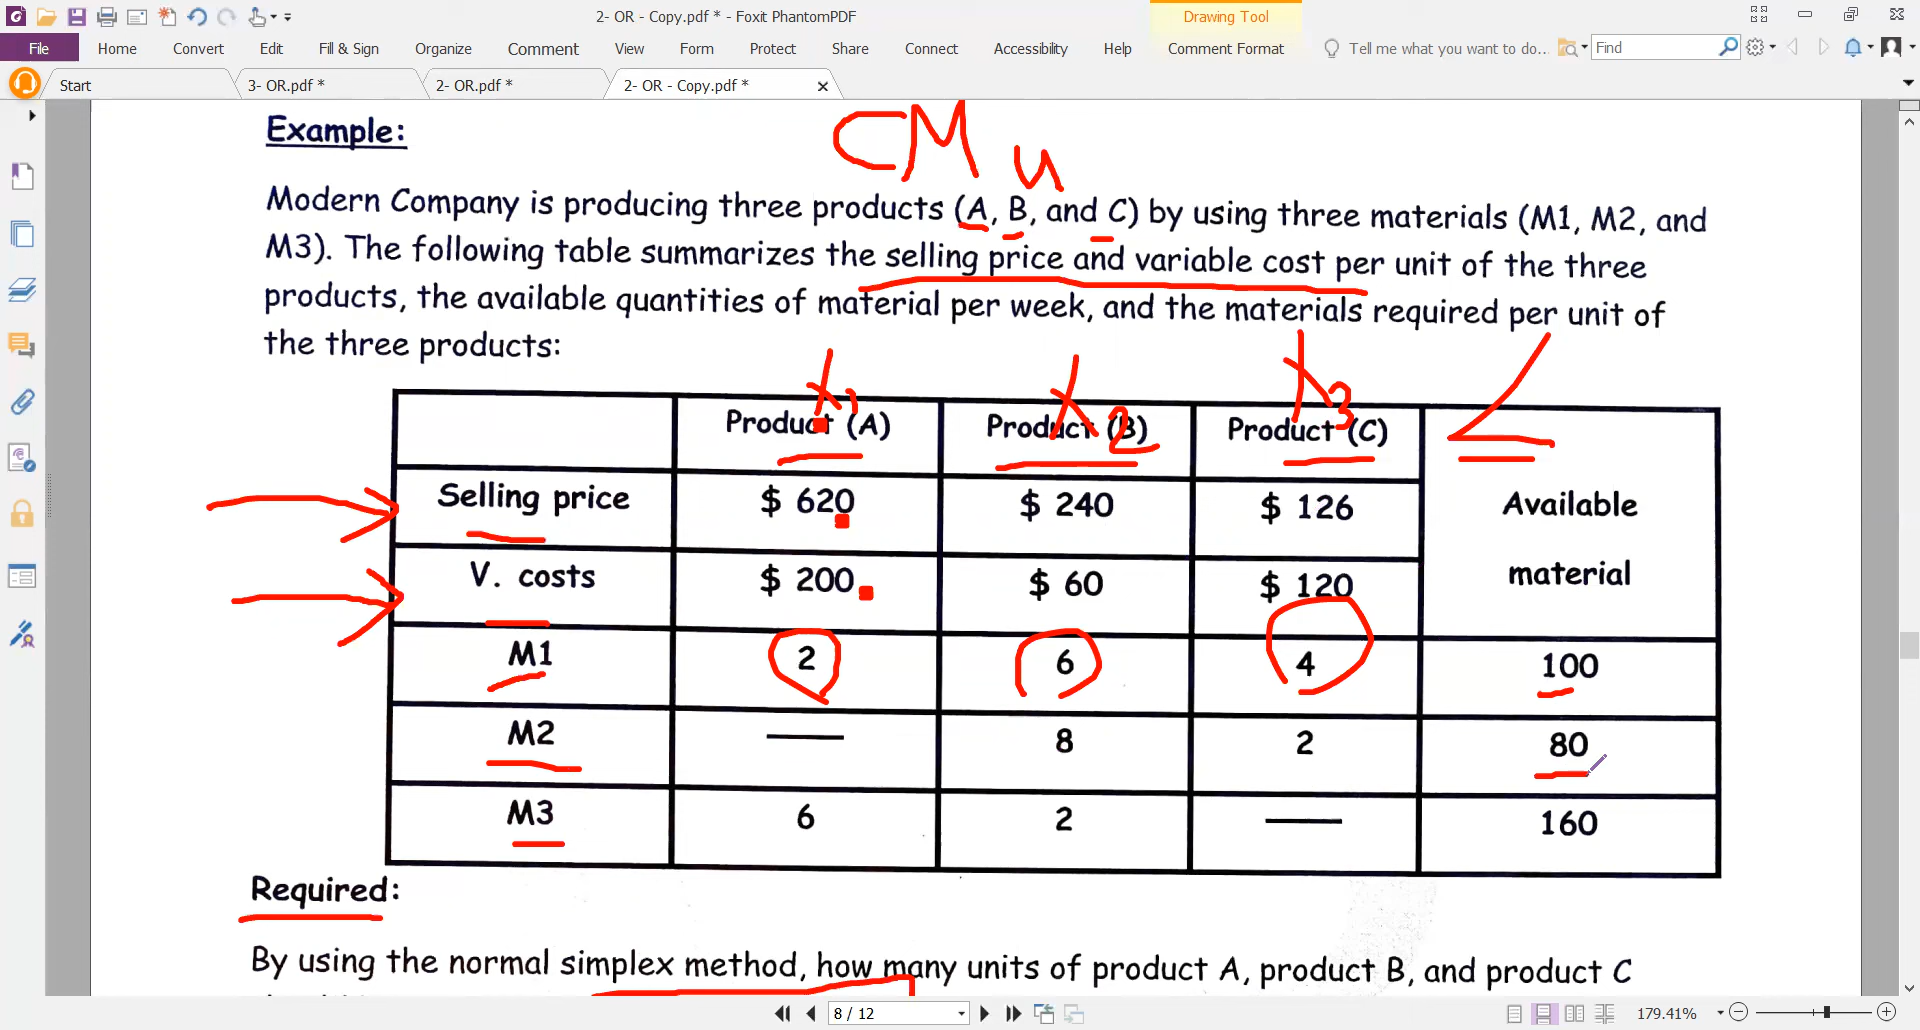 2- OR - Copy.pdf * - Foxit PhantomPDF
Drawing Tool
File Home Convert Edit Fill & Sign Organize Comment View Form Protect Share Connect Accessibility Help Comment Format Tell me what you want to do... Find
Start 3- OR.pdf * 2- OR.pdf * 2- OR - Copy.pdf *
Example:
CM u
Modern Company is producing three products (A, B, and C) by using three materials (M1, M2, and
M3). The following table summarizes the selling price and variable cost per unit of the three
products, the available quantities of material per week, and the materials required per unit of
the three products:
X1 X2 X3
Product (A) Product (B) Product (C)
Selling price $ 620 $ 240 $ 126 Available
V. costs $ 200 $ 60 $ 120 material
M1 2 6 4 100
M2 — 8 2 80
M3 6 2 — 160
Required:
By using the normal simplex method, how many units of product A, product B, and product C
8 / 12 179.41%